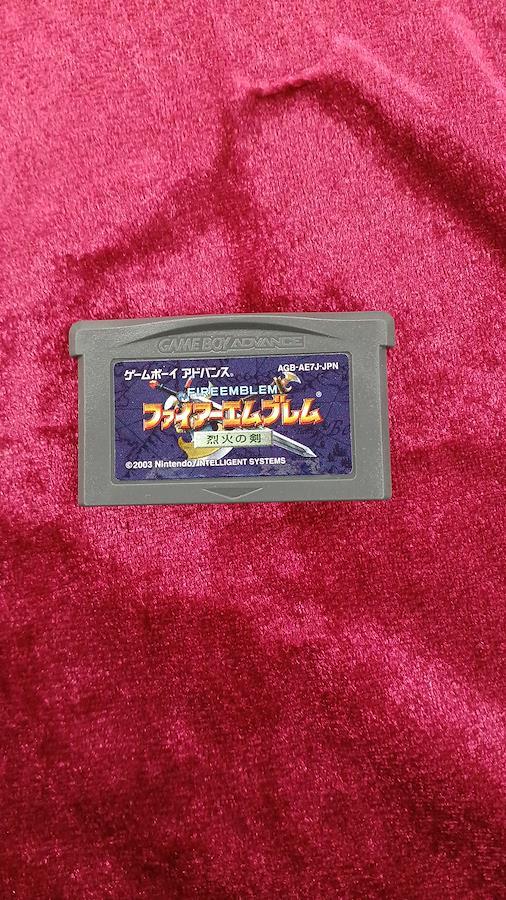 GAME BOY ADVANCE
ゲームボーイ アドバンス® AGB-AE7J-JPN
FIREEMBLEM
ファイアーエムブレム®
烈火の剣
©2003 Nintendo/INTELLIGENT SYSTEMS